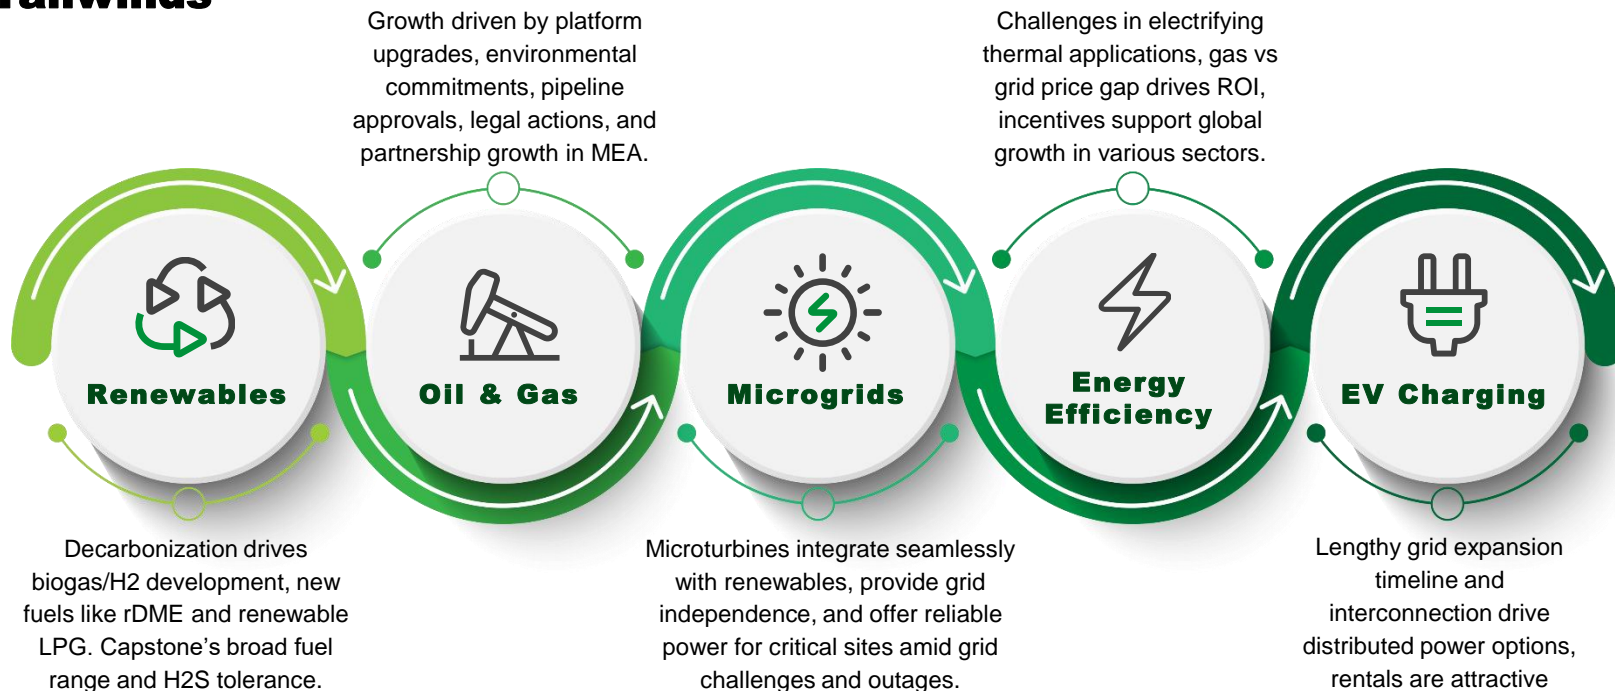 Tailwinds
Growth driven by platform
upgrades, environmental
commitments, pipeline
approvals, legal actions, and
partnership growth in MEA.
Challenges in electrifying
thermal applications, gas vs
grid price gap drives ROI,
incentives support global
growth in various sectors.
Renewables
Oil & Gas
Microgrids
Energy
Efficiency
EV Charging
Decarbonization drives
biogas/H2 development, new
fuels like rDME and renewable
LPG. Capstone’s broad fuel
range and H2S tolerance.
Microturbines integrate seamlessly
with renewables, provide grid
independence, and offer reliable
power for critical sites amid grid
challenges and outages.
Lengthy grid expansion
timeline and
interconnection drive
distributed power options,
rentals are attractive